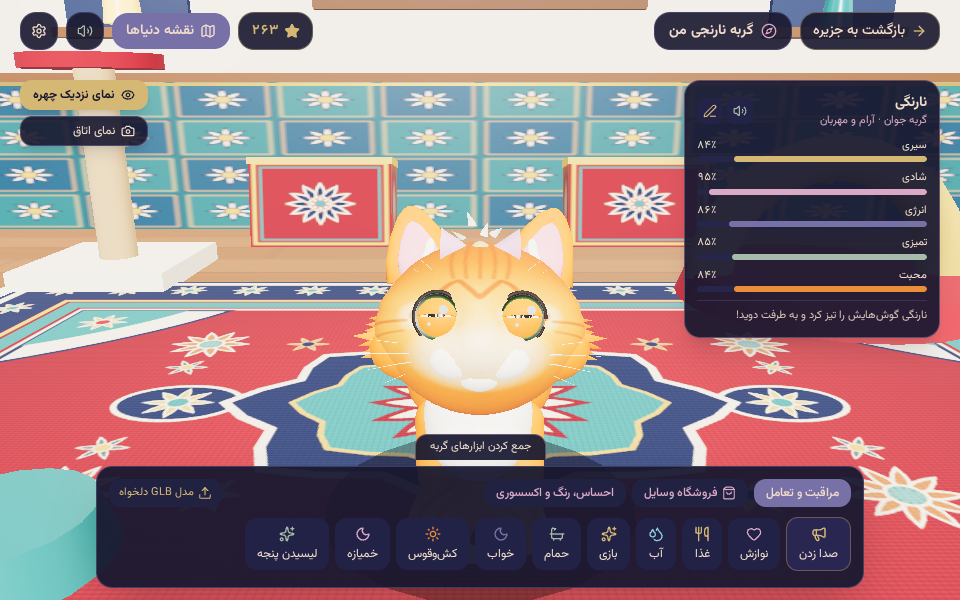 بازگشت به جزیره
گربه نارنجی من
۲۶۳
نقشه دنیاها
نمای نزدیک چهره
نمای اتاق
نارنگی
گربه جوان · آرام و مهربان
سیری ۸۴٪
شادی ۹۵٪
انرژی ۸۶٪
تمیزی ۸۵٪
محبت ۸۴٪
نارنگی گوش‌هایش را تیز کرد و به طرفت دوید!
جمع کردن ابزارهای گربه
مراقبت و تعامل
فروشگاه وسایل
احساس، رنگ و اکسسوری
مدل GLB دلخواه
صدا زدن
نوازش
غذا
آب
بازی
حمام
خواب
کش‌وقوس
خمیازه
لیسیدن پنجه